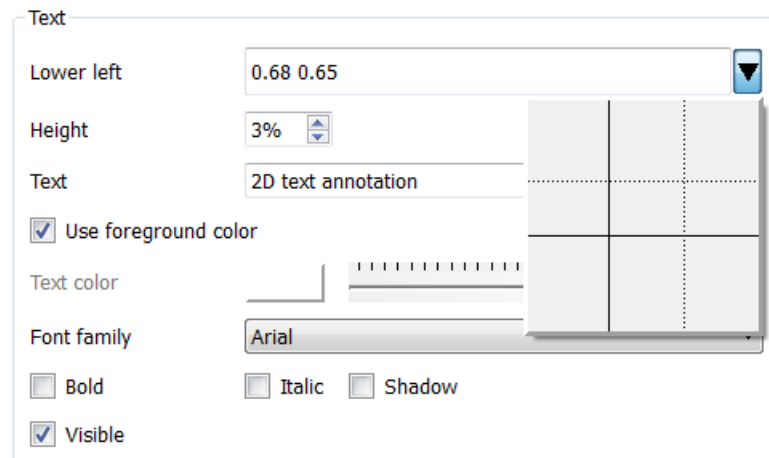 Text
Lower left 0.68 0.65
Height 3%
Text 2D text annotation
Use foreground color
Text color
Font family Arial
Bold Italic Shadow
Visible